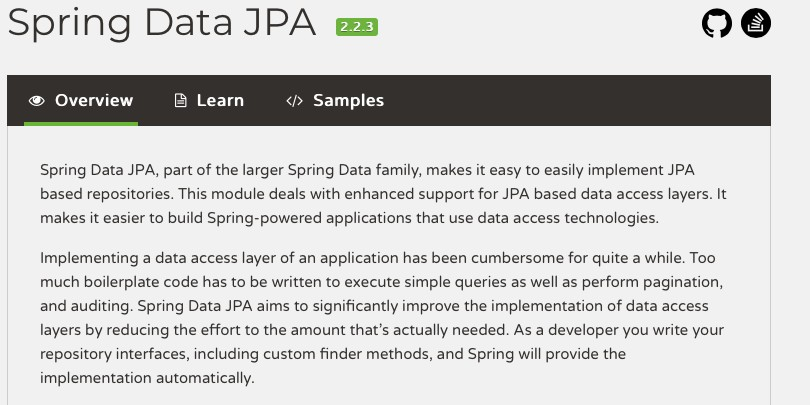 Spring Data JPA 2.2.3
Overview Learn Samples
Spring Data JPA, part of the larger Spring Data family, makes it easy to easily implement JPA
based repositories. This module deals with enhanced support for JPA based data access layers. It
makes it easier to build Spring-powered applications that use data access technologies.
Implementing a data access layer of an application has been cumbersome for quite a while. Too
much boilerplate code has to be written to execute simple queries as well as perform pagination,
and auditing. Spring Data JPA aims to significantly improve the implementation of data access
layers by reducing the effort to the amount that’s actually needed. As a developer you write your
repository interfaces, including custom finder methods, and Spring will provide the
implementation automatically.